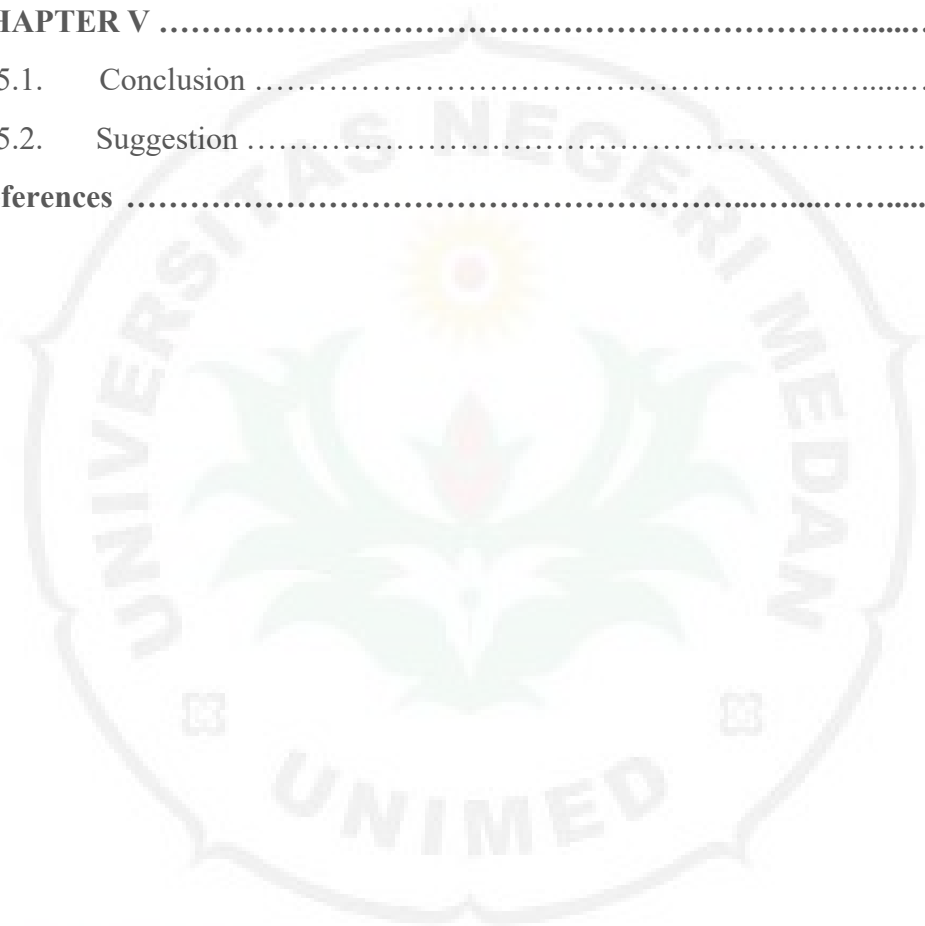 HAPTER V ………………………………………………………………......…
5.1. Conclusion …………………………………………………………......…
5.2. Suggestion ……………………………………………………………….
ferences ………………………………………………………....…...……......
UNIVERSITAS NEGERI MEDAN
UNIMED